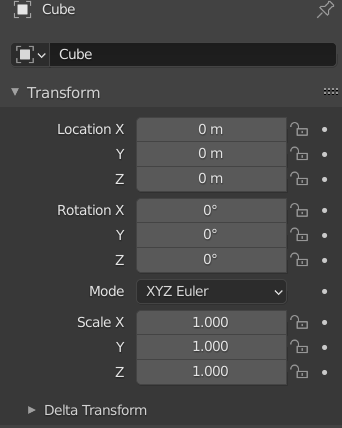 Cube
Cube
Transform
Location X 0 m
Y 0 m
Z 0 m
Rotation X 0°
Y 0°
Z 0°
Mode XYZ Euler
Scale X 1.000
Y 1.000
Z 1.000
Delta Transform